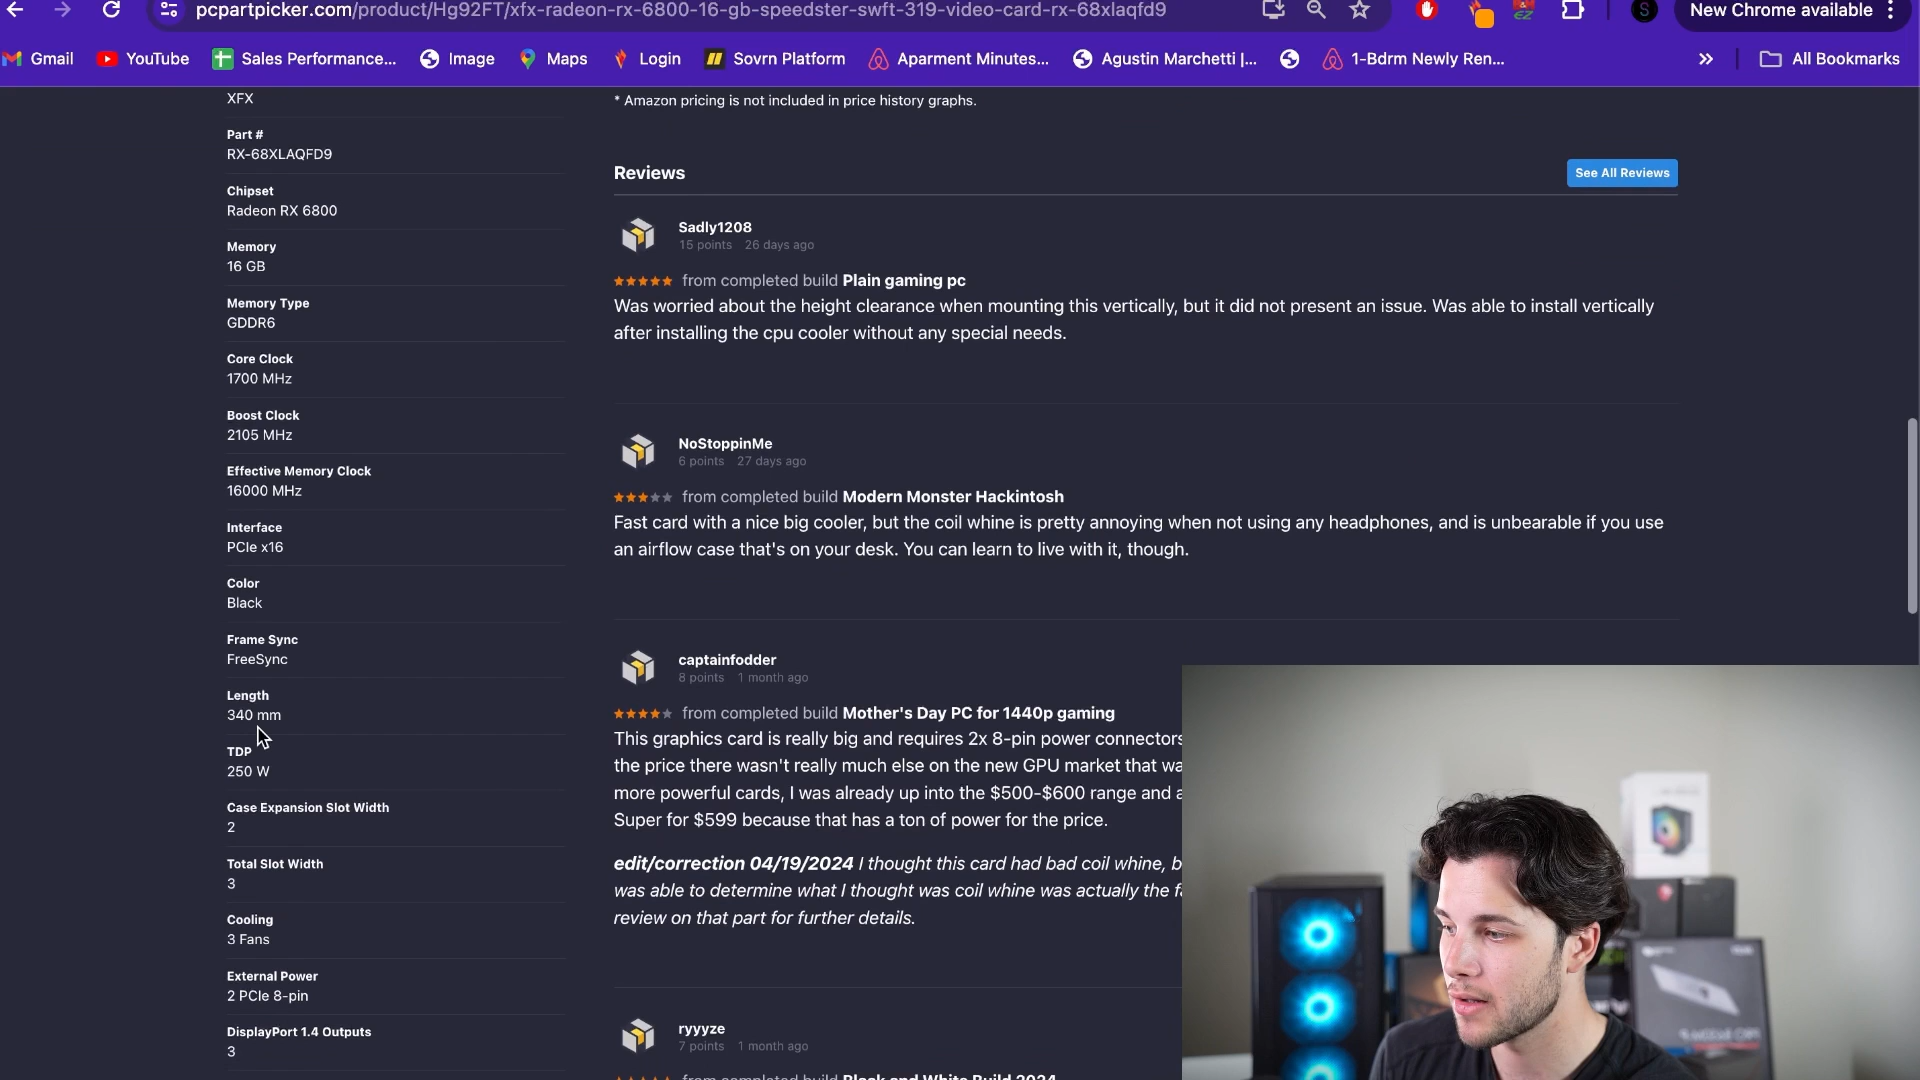 pcpartpicker.com/product/Hg92FT/xfx-radeon-rx-6800-16-gb-speedster-swft-319-video-card-rx-68xlaqfd9
S
New Chrome available
Gmail
YouTube
Sales Performance...
Image
Maps
Login
Sovrn Platform
Aparment Minutes...
Agustin Marchetti |...
1-Bdrm Newly Ren...
All Bookmarks
XFX
Part #
RX-68XLAQFD9
Chipset
Radeon RX 6800
Memory
16 GB
Memory Type
GDDR6
Core Clock
1700 MHz
Boost Clock
2105 MHz
Effective Memory Clock
16000 MHz
Interface
PCIe x16
Color
Black
Frame Sync
FreeSync
Length
340 mm
TDP
250 W
Case Expansion Slot Width
2
Total Slot Width
3
Cooling
3 Fans
External Power
2 PCIe 8-pin
DisplayPort 1.4 Outputs
3
* Amazon pricing is not included in price history graphs.
Reviews
See All Reviews
Sadly1208
15 points 26 days ago
from completed build Plain gaming pc
Was worried about the height clearance when mounting this vertically, but it did not present an issue. Was able to install vertically
after installing the cpu cooler without any special needs.
NoStoppinMe
6 points 27 days ago
from completed build Modern Monster Hackintosh
Fast card with a nice big cooler, but the coil whine is pretty annoying when not using any headphones, and is unbearable if you use
an airflow case that's on your desk. You can learn to live with it, though.
captainfodder
8 points 1 month ago
from completed build Mother's Day PC for 1440p gaming
This graphics card is really big and requires 2x 8-pin power connectors
the price there wasn't really much else on the new GPU market that wa
more powerful cards, I was already up into the $500-$600 range and a
Super for $599 because that has a ton of power for the price.
edit/correction 04/19/2024 I thought this card had bad coil whine, b
was able to determine what I thought was coil whine was actually the fa
review on that part for further details.
ryyyze
7 points 1 month ago
from completed build Black and White Build 2024